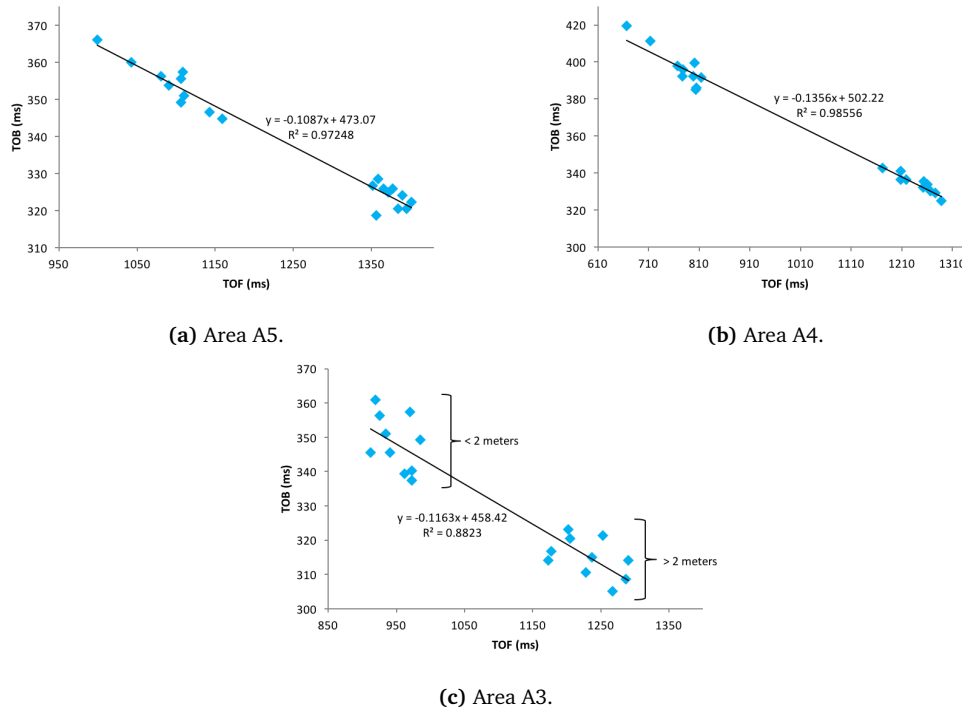 TOB (ms)
370
360
350
340
330
320
310
y = -0.1087x + 473.07
R² = 0.97248
950 1050 1150 1250 1350
TOF (ms)
(a) Area A5.
TOB (ms)
420
400
380
360
340
320
300
y = -0.1356x + 502.22
R² = 0.98556
610 710 810 910 1010 1110 1210 1310
TOF (ms)
(b) Area A4.
TOB (ms)
370
360
350
340
330
320
310
300
< 2 meters
y = -0.1163x + 458.42
R² = 0.8823
> 2 meters
850 950 1050 1150 1250 1350
TOF (ms)
(c) Area A3.